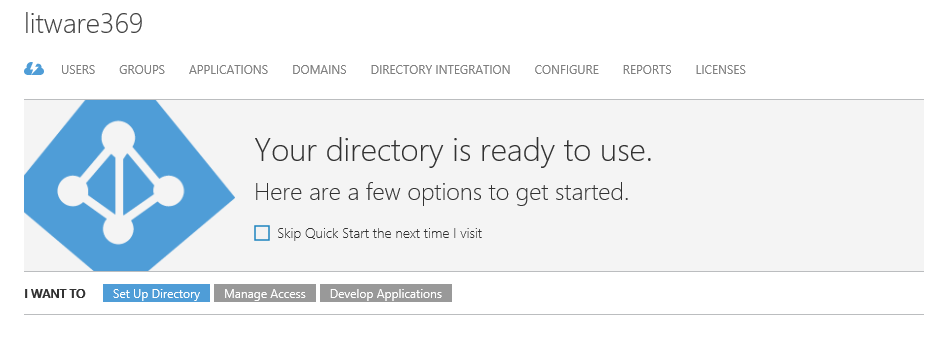 litware369
USERS GROUPS APPLICATIONS DOMAINS DIRECTORY INTEGRATION CONFIGURE REPORTS LICENSES
Your directory is ready to use.
Here are a few options to get started.
Skip Quick Start the next time I visit
I WANT TO Set Up Directory Manage Access Develop Applications